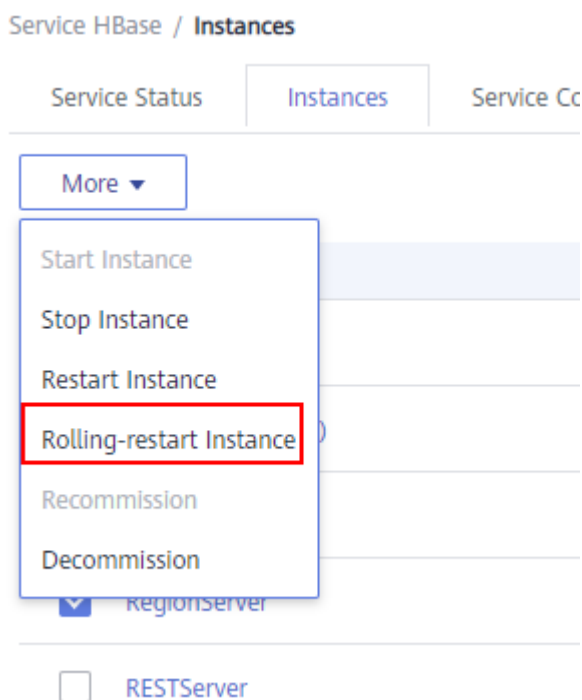 Service HBase / Instances
Service Status Instances Service Co
More
Start Instance
Stop Instance
Restart Instance
Rolling-restart Instance )
Recommission
Decommission
RegionServer
RESTServer